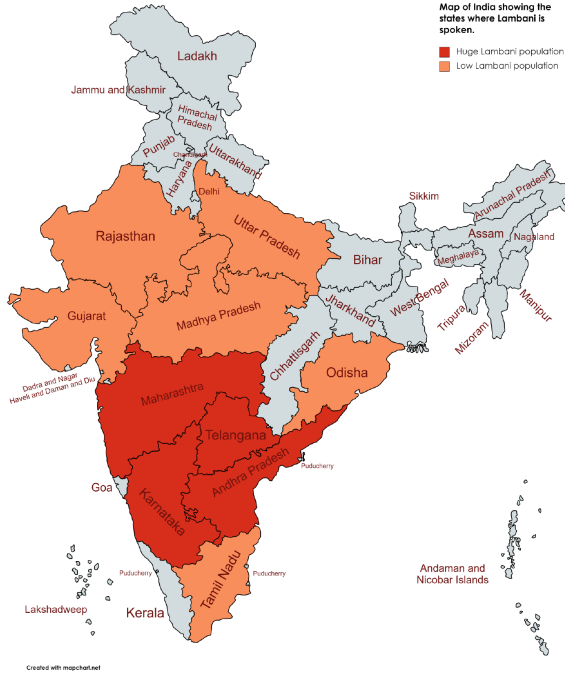 Map of India showing the
states where Lambani is
spoken.
Huge Lambani population
Low Lambani population
Ladakh
Jammu and Kashmir
Himachal
Pradesh
Punjab
Chandigarh
Uttarakhand
Haryana
Delhi
Sikkim
Arunachal Pradesh
Rajasthan
Uttar Pradesh
Assam
Nagaland
Bihar
Meghalaya
Jharkhand
West Bengal
Tripura
Mizoram
Manipur
Gujarat
Madhya Pradesh
Chhattisgarh
Odisha
Dadra and Nagar
Haveli and Daman and Diu
Maharashtra
Telangana
Andhra Pradesh
Puducherry
Goa
Karnataka
Puducherry
Puducherry
Tamil Nadu
Andaman and
Nicobar Islands
Lakshadweep
Kerala
Created with mapchart.net